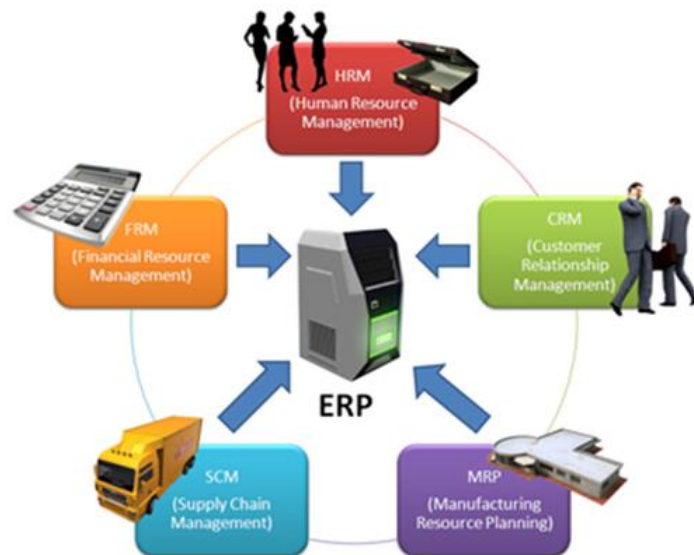 HRM
(Human Resource
Management)
FRM
(Financial Resource
Management)
CRM
(Customer
Relationship
Management)
ERP
SCM
(Supply Chain
Management)
MRP
(Manufacturing
Resource Planning)